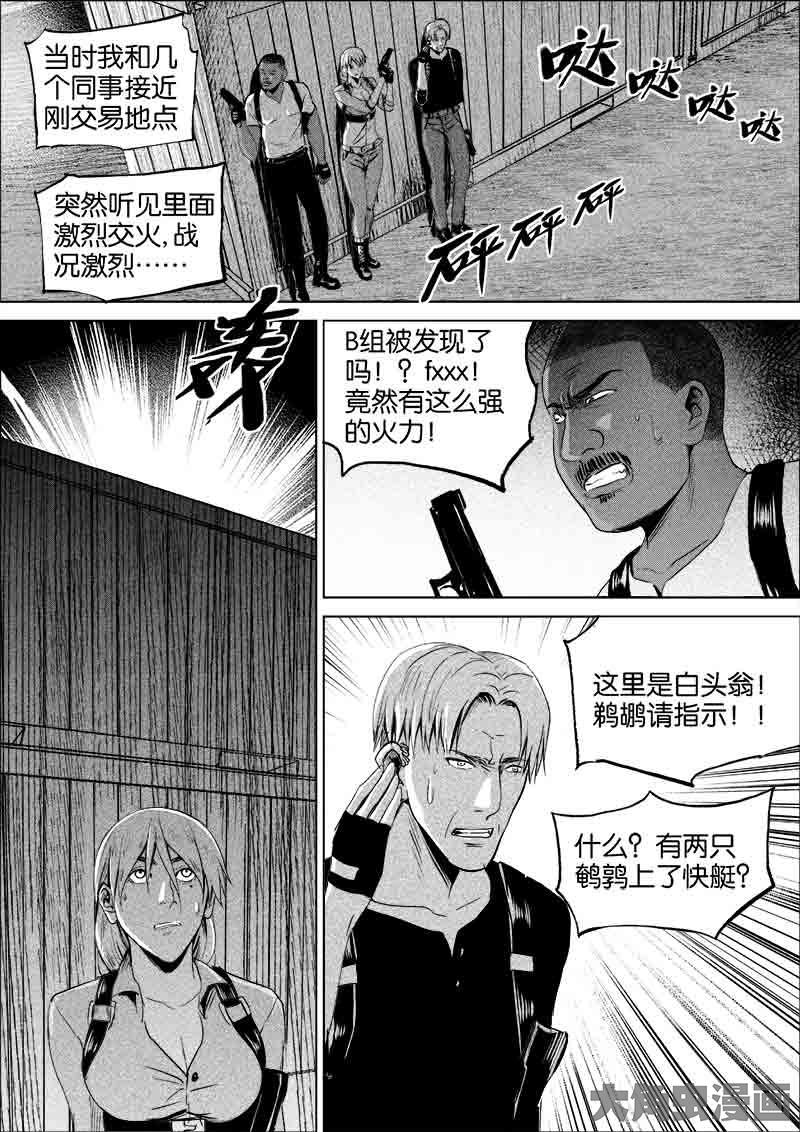 当时我和几
个同事接近
刚交易地点
突然听见里面
激烈交火，战
况激烈……
哒
哒
哒
哒
砰 砰 砰
B组被发现了
吗！？fxxx！
竟然有这么强
的火力！
这里是白头翁！
鹈鹕请指示！！
什么？有两只
鹌鹑上了快艇？
大角虫漫画